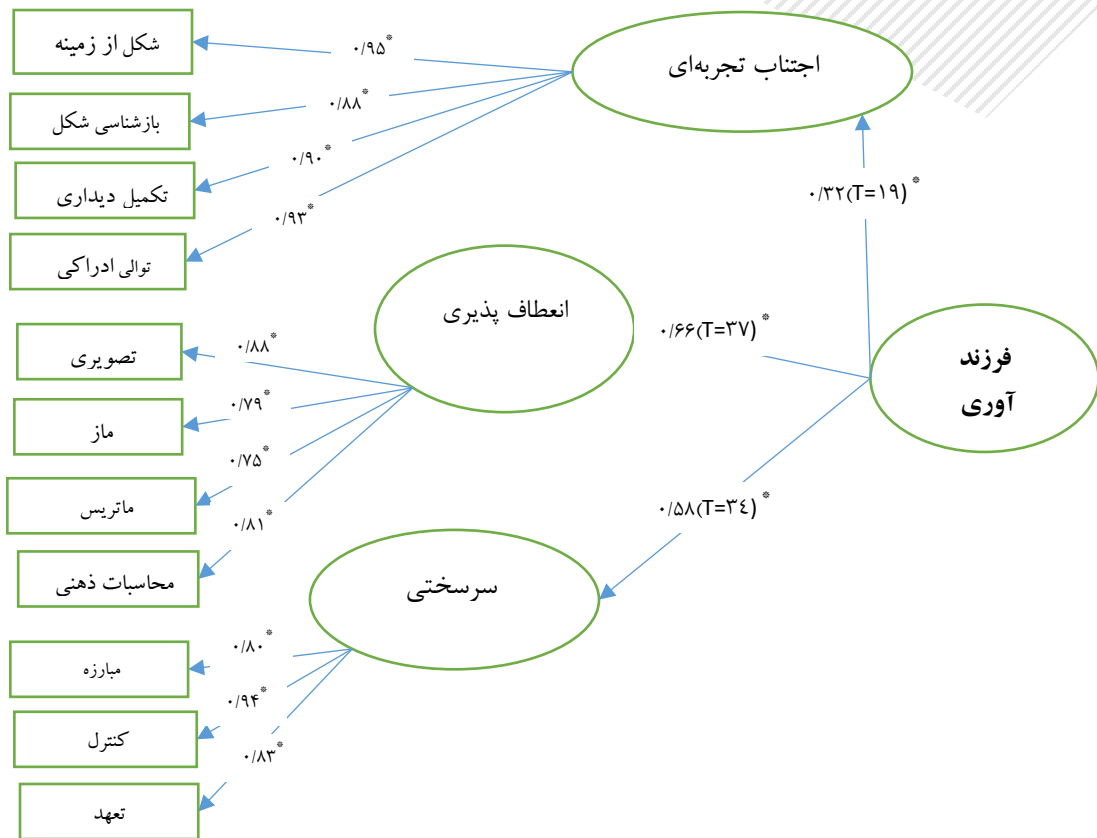 شکل از زمینه
۰/۹۵*
اجتناب تجربه‌ای
بازشناسی شکل
۰/۸۸*
تکمیل دیداری
۰/۹۰*
۰/۳۲(T=۱۹)*
توالی ادراکی
۰/۹۳*
انعطاف پذیری
۰/۶۶(T=۳۷)*
تصویری
۰/۸۸*
فرزند
آوری
ماز
۰/۷۹*
۰/۷۵*
ماتریس
۰/۸۱*
۰/۵۸(T=٣٤)*
محاسبات ذهنی
سرسختی
مبارزه
۰/۸۰*
۰/۹۴*
کنترل
۰/۸۳*
تعهد